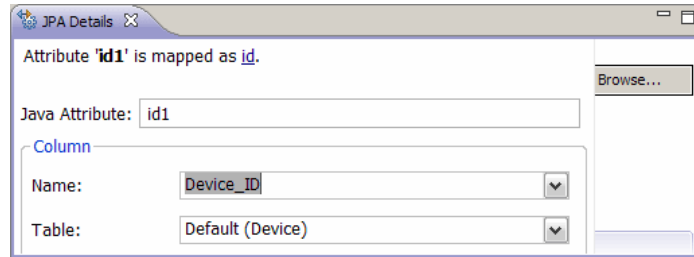 JPA Details
Attribute 'id1' is mapped as id.
Browse...
Java Attribute: id1
Column
Name: Device_ID
Table: Default (Device)